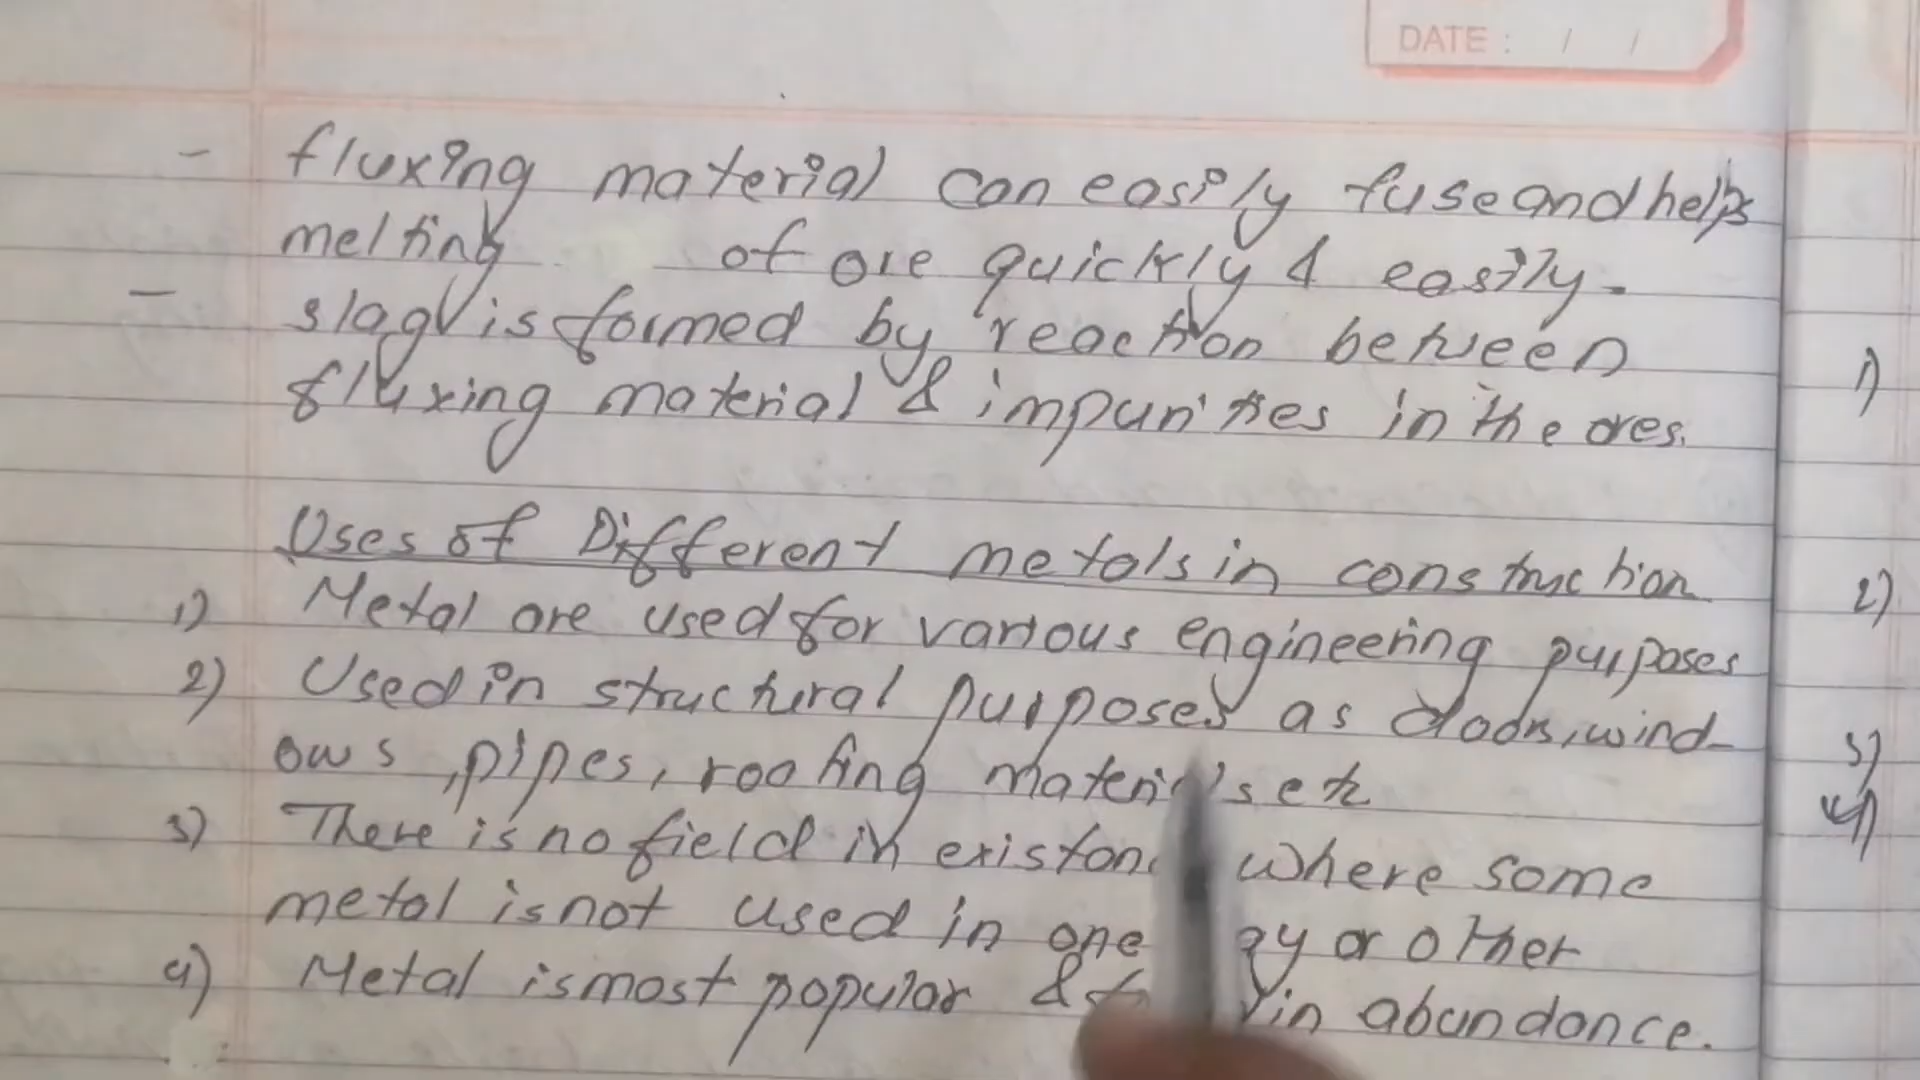 DATE : / /
- fluxing material can easily fuse and helps
melting of ore quickly & easily.
- slag is formed by reaction between
fluxing material & impurities in the ores.
Uses of Different metals in construction
1) Metal are used for various engineering purposes
2) Used in structural purposes as doors, wind-
ows, pipes, roofing materials etc
3) There is no field in where some
metal is not used in one or other
4) Metal is most popular & in abundance.
1)
2)
3)
4)